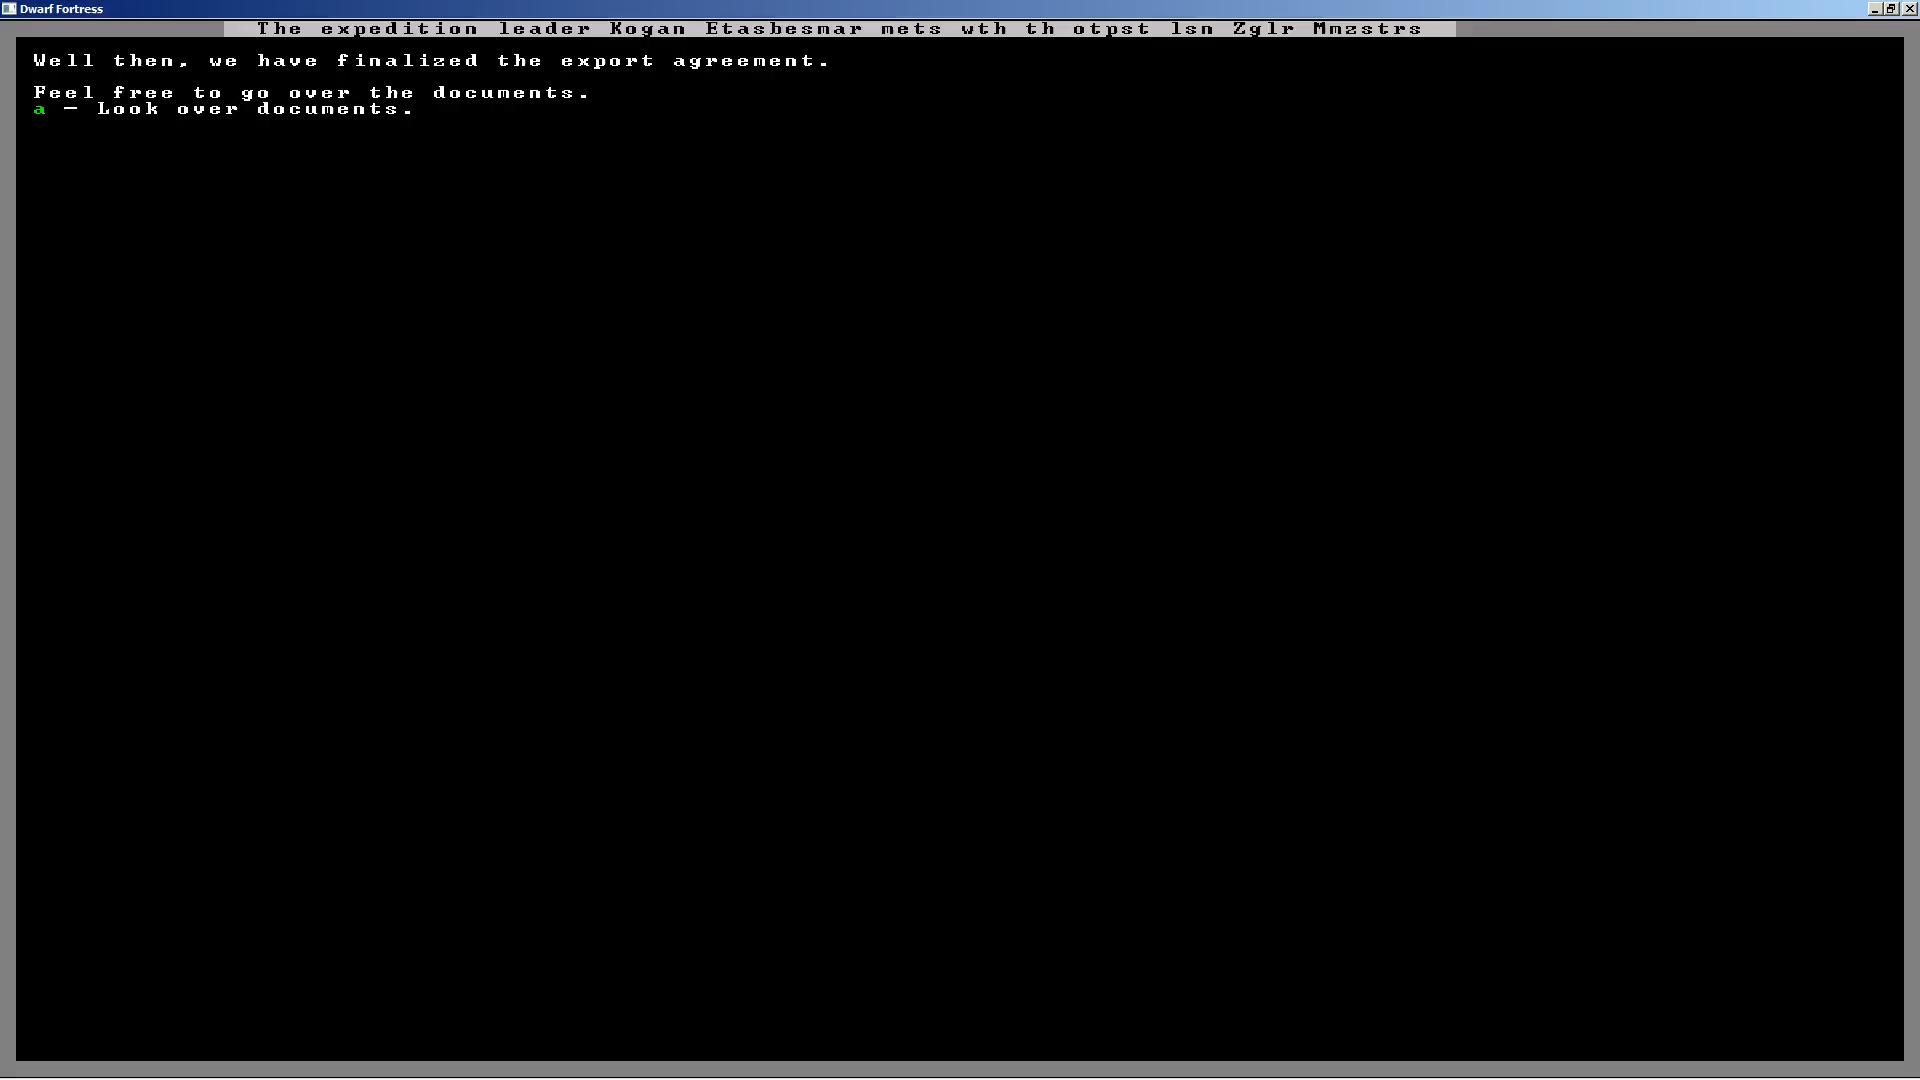 Dwarf Fortress
The expedition leader Kogan Etasbesmar mets wth th otpst lsn Zglr Mmzstrs
Well then, we have finalized the export agreement.
Feel free to go over the documents.
a - Look over documents.